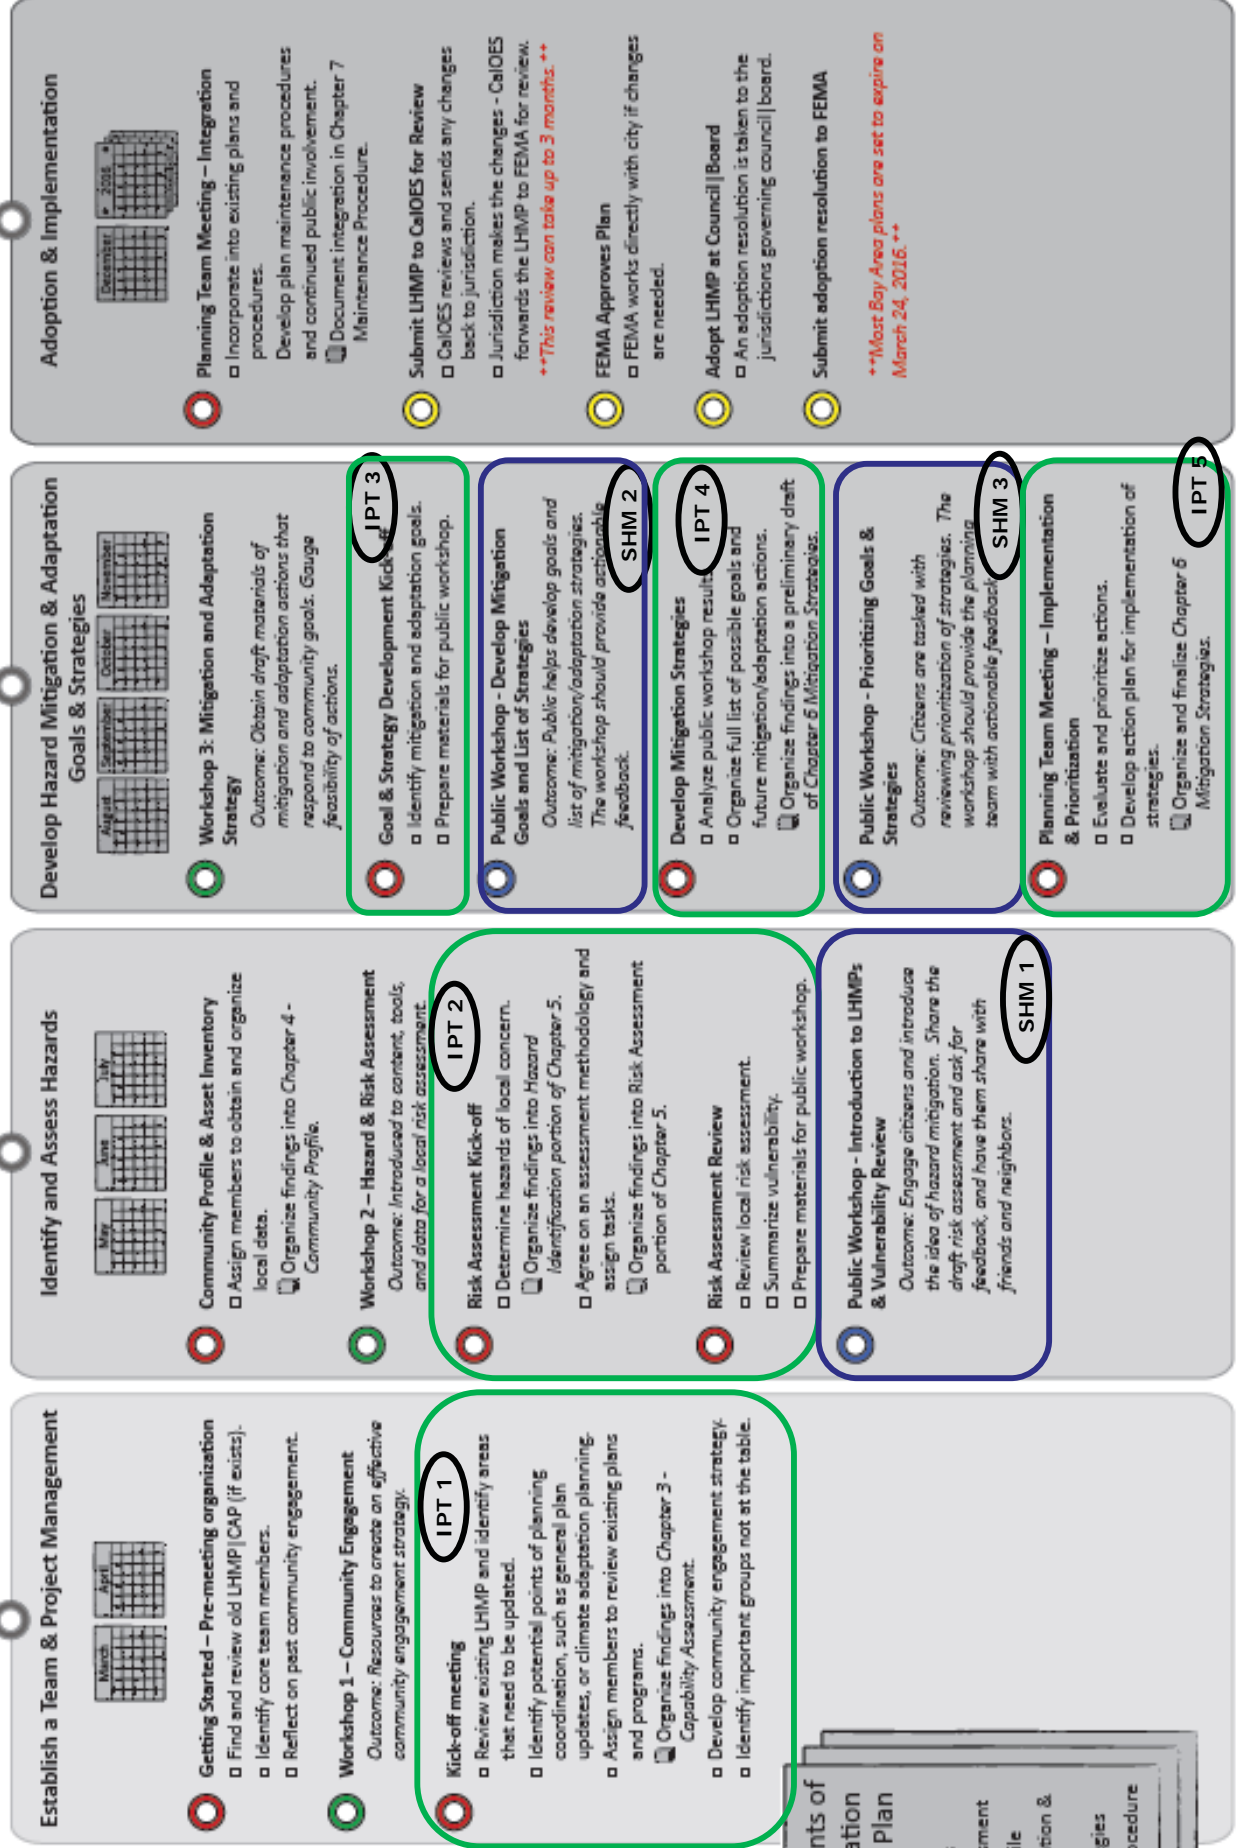 Establish a Team & Project Management
March
April
Getting Started – Pre-meeting organization
Find and review old LHMP|CAP (if exists).
Identify core team members.
Reflect on past community engagement.
Workshop 1 – Community Engagement
Outcome: Resources to create an effective
community engagement strategy.
IPT 1
Kick-off meeting
Review existing LHMP and identify areas
that need to be updated.
Identify potential points of planning
coordination, such as general plan
updates, or climate adaptation planning.
Assign members to review existing plans
and programs.
Organize findings into Chapter 3 -
Capability Assessment.
Develop community engagement strategy.
Identify important groups not at the table.
nts of
ation
Plan
sment
file
tion &
gies
cedure
Identify and Assess Hazards
May
June
July
Community Profile & Asset Inventory
Assign members to obtain and organize
local data.
Organize findings into Chapter 4 -
Community Profile.
Workshop 2 – Hazard & Risk Assessment
Outcome: Introduced to content, tools,
and data for a local risk assessment.
IPT 2
Risk Assessment Kick-off
Determine hazards of local concern.
Organize findings into Hazard
Identification portion of Chapter 5.
Agree on an assessment methodology and
assign tasks.
Organize findings into Risk Assessment
portion of Chapter 5.
Risk Assessment Review
Review local risk assessment.
Summarize vulnerability.
Prepare materials for public workshop.
Public Workshop - Introduction to LHMPs
& Vulnerability Review
Outcome: Engage citizens and introduce
the idea of hazard mitigation. Share the
draft risk assessment and ask for
feedback, and have them share with
friends and neighbors.
SHM 1
Develop Hazard Mitigation & Adaptation
Goals & Strategies
August
September
October
November
Workshop 3: Mitigation and Adaptation
Strategy
Outcome: Obtain draft materials of
mitigation and adaptation actions that
respond to community goals. Gauge
feasibility of actions.
IPT 3
Goal & Strategy Development Kick-off
Identify mitigation and adaptation goals.
Prepare materials for public workshop.
Public Workshop - Develop Mitigation
Goals and List of Strategies
Outcome: Public helps develop goals and
list of mitigation/adaptation strategies.
The workshop should provide actionable
feedback.
SHM 2
Develop Mitigation Strategies
IPT 4
Analyze public workshop results.
Organize full list of possible goals and
future mitigation/adaptation actions.
Organize findings into a preliminary draft
of Chapter 6 Mitigation Strategies.
Public Workshop - Prioritizing Goals &
Strategies
Outcome: Citizens are tasked with
reviewing prioritization of strategies. The
workshop should provide the planning
team with actionable feedback.
SHM 3
Planning Team Meeting – Implementation
& Prioritization
Evaluate and prioritize actions.
Develop action plan for implementation of
strategies.
Organize and finalize Chapter 6
Mitigation Strategies.
IPT 5
Adoption & Implementation
December
2016
Planning Team Meeting – Integration
Incorporate into existing plans and
procedures.
Develop plan maintenance procedures
and continued public involvement.
Document integration in Chapter 7
Maintenance Procedure.
Submit LHMP to CalOES for Review
CalOES reviews and sends any changes
back to jurisdiction.
Jurisdiction makes the changes - CalOES
forwards the LHMP to FEMA for review.
**This review can take up to 3 months.**
FEMA Approves Plan
FEMA works directly with city if changes
are needed.
Adopt LHMP at Council|Board
An adoption resolution is taken to the
jurisdictions governing council|board.
Submit adoption resolution to FEMA
**Most Bay Area plans are set to expire on
March 24, 2016.**